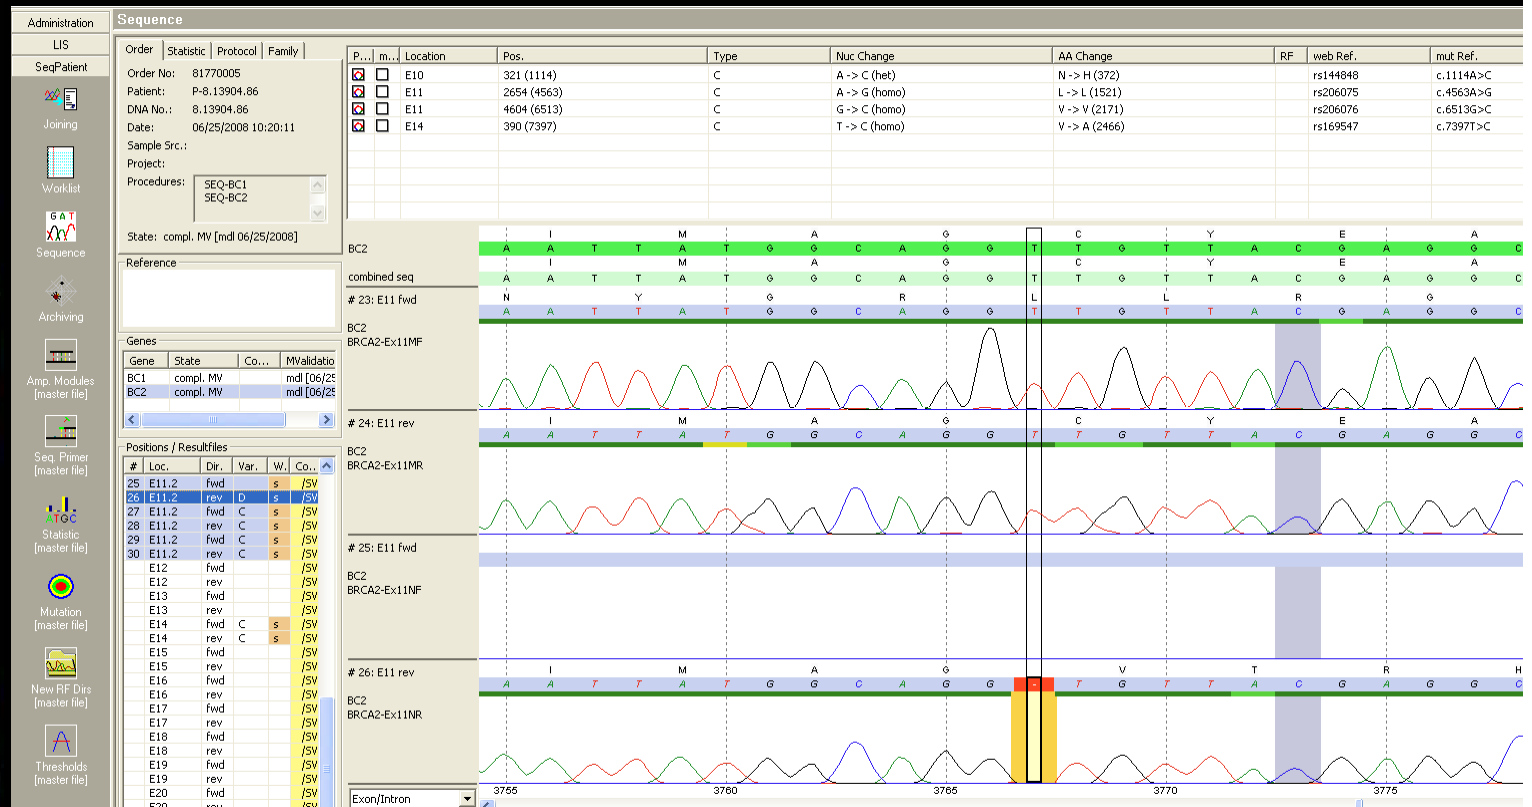 Sequence
Administration
LIS
SeqPatient
Joining
Worklist
G A T
Sequence
Archiving
Amp. Modules
[master file]
Seq. Primer
[master file]
ATGC
Statistic
[master file]
Mutation
[master file]
New RF Dirs
[master file]
Thresholds
[master file]
Order Statistic Protocol Family
Order No: 81770005
Patient: P-8.13904.86
DNA No.: 8.13904.86
Date: 06/25/2008 10:20:11
Sample Src.:
Project:
Procedures: SEQ-BC1
SEQ-BC2
State: compl. MV [mdl 06/25/2008]
Reference
Genes
Gene State Co... MValidatio
BC1 compl. MV mdl [06/25
BC2 compl. MV mdl [06/25
Positions / Resultfiles
# Loc. Dir. Var. W. Co..
25 E11.2 fwd s /SV
26 E11.2 rev D s /SV
27 E11.2 fwd C s /SV
28 E11.2 rev C s /SV
29 E11.2 fwd C s /SV
30 E11.2 rev C s /SV
E12 fwd /SV
E12 rev /SV
E13 fwd /SV
E13 rev /SV
E14 fwd C s /SV
E14 rev C s /SV
E15 fwd /SV
E15 rev /SV
E16 fwd /SV
E16 rev /SV
E17 fwd /SV
E17 rev /SV
E18 fwd /SV
E18 rev /SV
E19 fwd /SV
E19 rev /SV
E20 fwd /SV
P... m... Location Pos. Type Nuc Change AA Change RF web Ref. mut Ref.
E10 321 (1114) C A -> C (het) N -> H (372) rs144848 c.1114A>C
E11 2654 (4563) C A -> G (homo) L -> L (1521) rs206075 c.4563A>G
E11 4604 (6513) C G -> C (homo) V -> V (2171) rs206076 c.6513G>C
E14 390 (7397) C T -> C (homo) V -> A (2466) rs169547 c.7397T>C
I M A G C Y E A
BC2 A A T T A T G G C A G G T T G T T A C G A G G C
I M A G C Y E A
combined seq A A T T A T G G C A G G T T G T T A C G A G G C
# 23: E11 fwd N Y G R L L R G
A A T T A T G G C A G G T T G T T A C G A G G C
BC2
BRCA2-Ex11MF
# 24: E11 rev I M A G C Y E A
A A T T A T G G C A G G T T G T T A C G A G G C
BC2
BRCA2-Ex11MR
# 25: E11 fwd
BC2
BRCA2-Ex11NF
# 26: E11 rev I M A G V T R H
A A T T A T G G C A G G - T G T T A C G A G G C
BC2
BRCA2-Ex11NR
3755 3760 3765 3770 3775
Exon/Intron